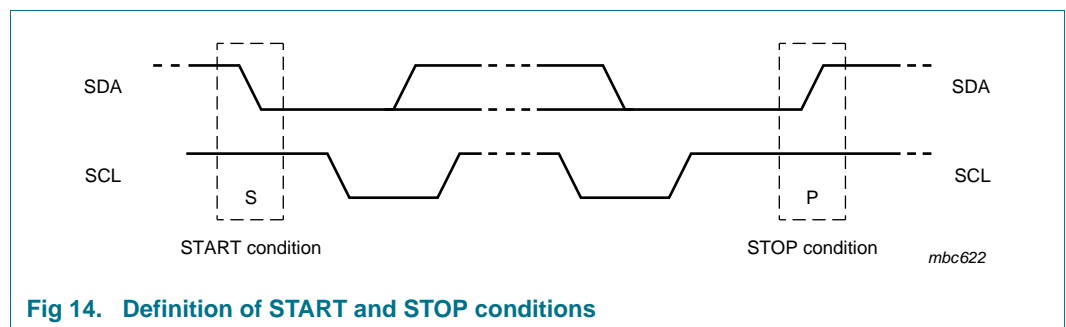 SDA SDA
SCL SCL
S P
START condition STOP condition
mbc622
Fig 14. Definition of START and STOP conditions